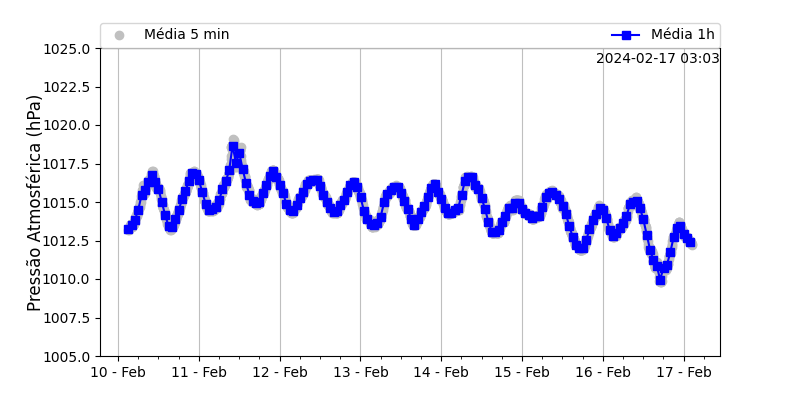 Média 5 min
Média 1h
2024-02-17 03:03
Pressão Atmosférica (hPa)
1025.0
1022.5
1020.0
1017.5
1015.0
1012.5
1010.0
1007.5
1005.0
10 - Feb
11 - Feb
12 - Feb
13 - Feb
14 - Feb
15 - Feb
16 - Feb
17 - Feb